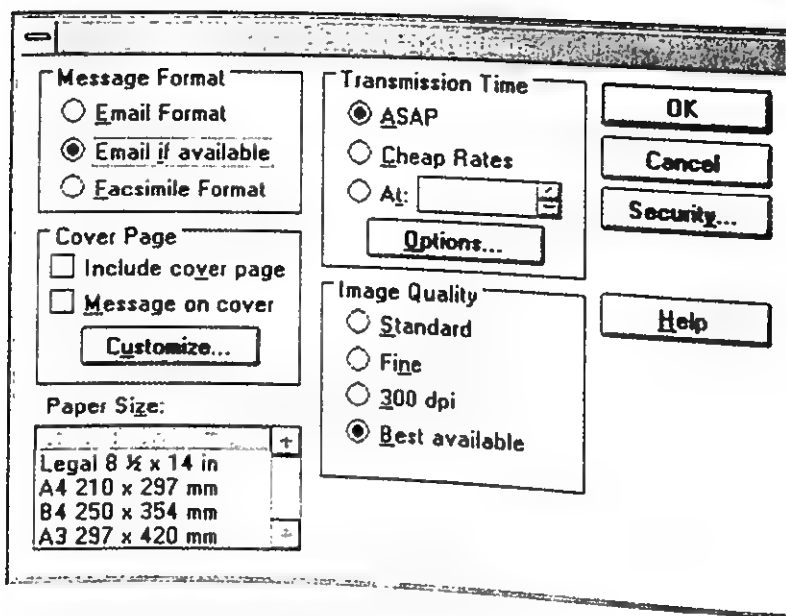 Message Format
Email Format
Email if available
Facsimile Format
Cover Page
Include cover page
Message on cover
Customize...
Paper Size:
Legal 8 ½ x 14 in
A4 210 x 297 mm
B4 250 x 354 mm
A3 297 x 420 mm
Transmission Time
ASAP
Cheap Rates
At:
Options...
Image Quality
Standard
Fine
300 dpi
Best available
OK
Cancel
Security...
Help